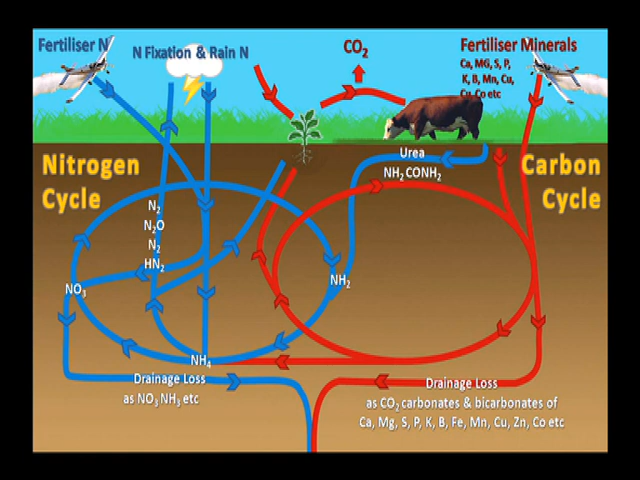 Fertiliser N
N Fixation & Rain N
CO₂
Fertiliser Minerals
Ca, MG, S, P,
K, B, Mn, Cu,
Cu, Co etc
Nitrogen
Cycle
Urea
NH₂ CONH₂
Carbon
Cycle
N₂
N₂O
N₂
HN₂
NO₃
NH₂
NH₄
Drainage Loss
as NO₃ NH₃ etc
Drainage Loss
as CO₂ carbonates & bicarbonates of
Ca, Mg, S, P, K, B, Fe, Mn, Cu, Zn, Co etc